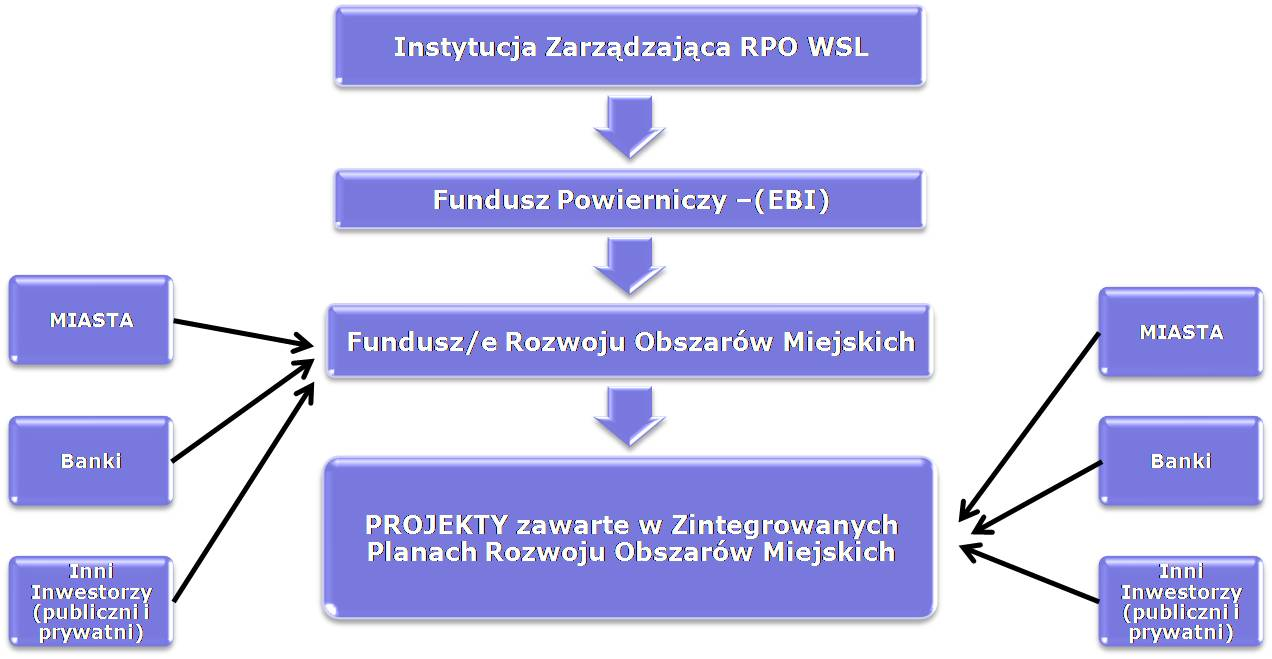 Instytucja Zarządzająca RPO WSL
Fundusz Powierniczy –(EBI)
MIASTA
Fundusz/e Rozwoju Obszarów Miejskich
MIASTA
Banki
Banki
PROJEKTY zawarte w Zintegrowanych
Planach Rozwoju Obszarów Miejskich
Inni
Inwestorzy
(publiczni i
prywatni)
Inni
Inwestorzy
(publiczni i
prywatni)